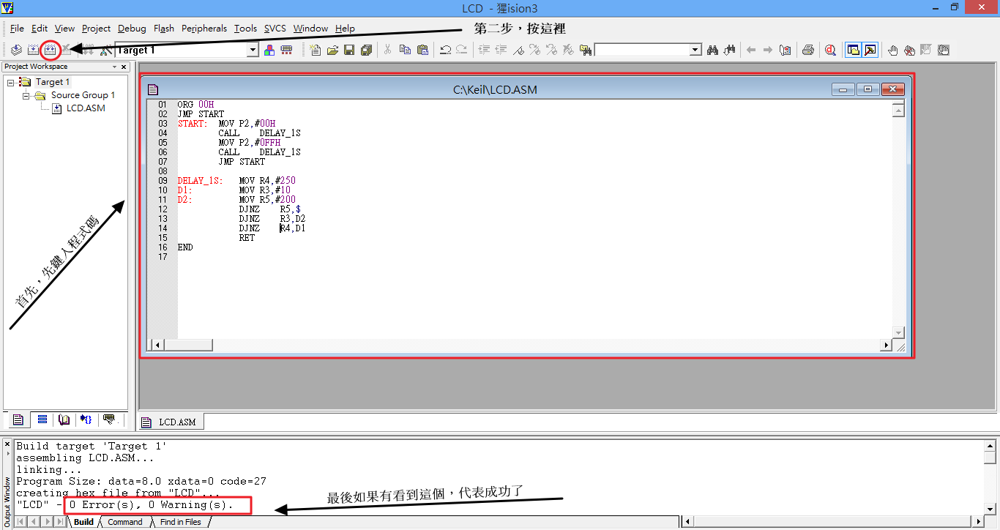 LCD - 猩ision3
File Edit View Project Debug Flash Peripherals Tools SVCS Window Help
第二步，按這裡
Target 1
Project Workspace
Target 1
Source Group 1
LCD.ASM
首先，先鍵入程式碼
C:\Keil\LCD.ASM
01 ORG 00H
02 JMP START
03 START: MOV P2,#00H
04 CALL DELAY_1S
05 MOV P2,#0FFH
06 CALL DELAY_1S
07 JMP START
08
09 DELAY_1S: MOV R4,#250
10 D1: MOV R3,#10
11 D2: MOV R5,#200
12 DJNZ R5,$
13 DJNZ R3,D2
14 DJNZ R4,D1
15 RET
16 END
17
LCD.ASM
Output Window
Build target 'Target 1'
assembling LCD.ASM...
linking...
Program Size: data=8.0 xdata=0 code=27
creating hex file from "LCD"...
"LCD" - 0 Error(s), 0 Warning(s).
最後如果有看到這個，代表成功了
Build Command Find in Files